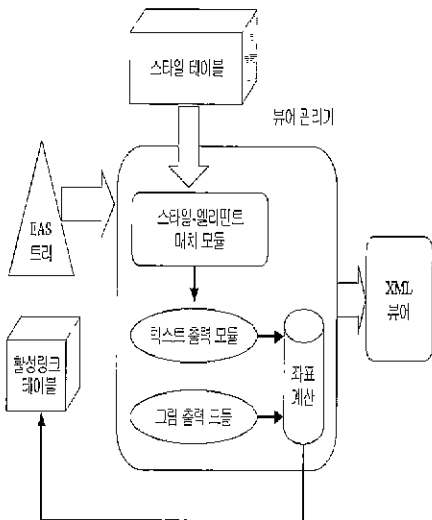 스타일 테이블
뷰어 관리기
EAS
트리
스타일-엘리먼트
매치 모듈
XML
뷰어
텍스트 출력 모듈
활성링크
테이블
좌표
계산
그림 출력 모듈